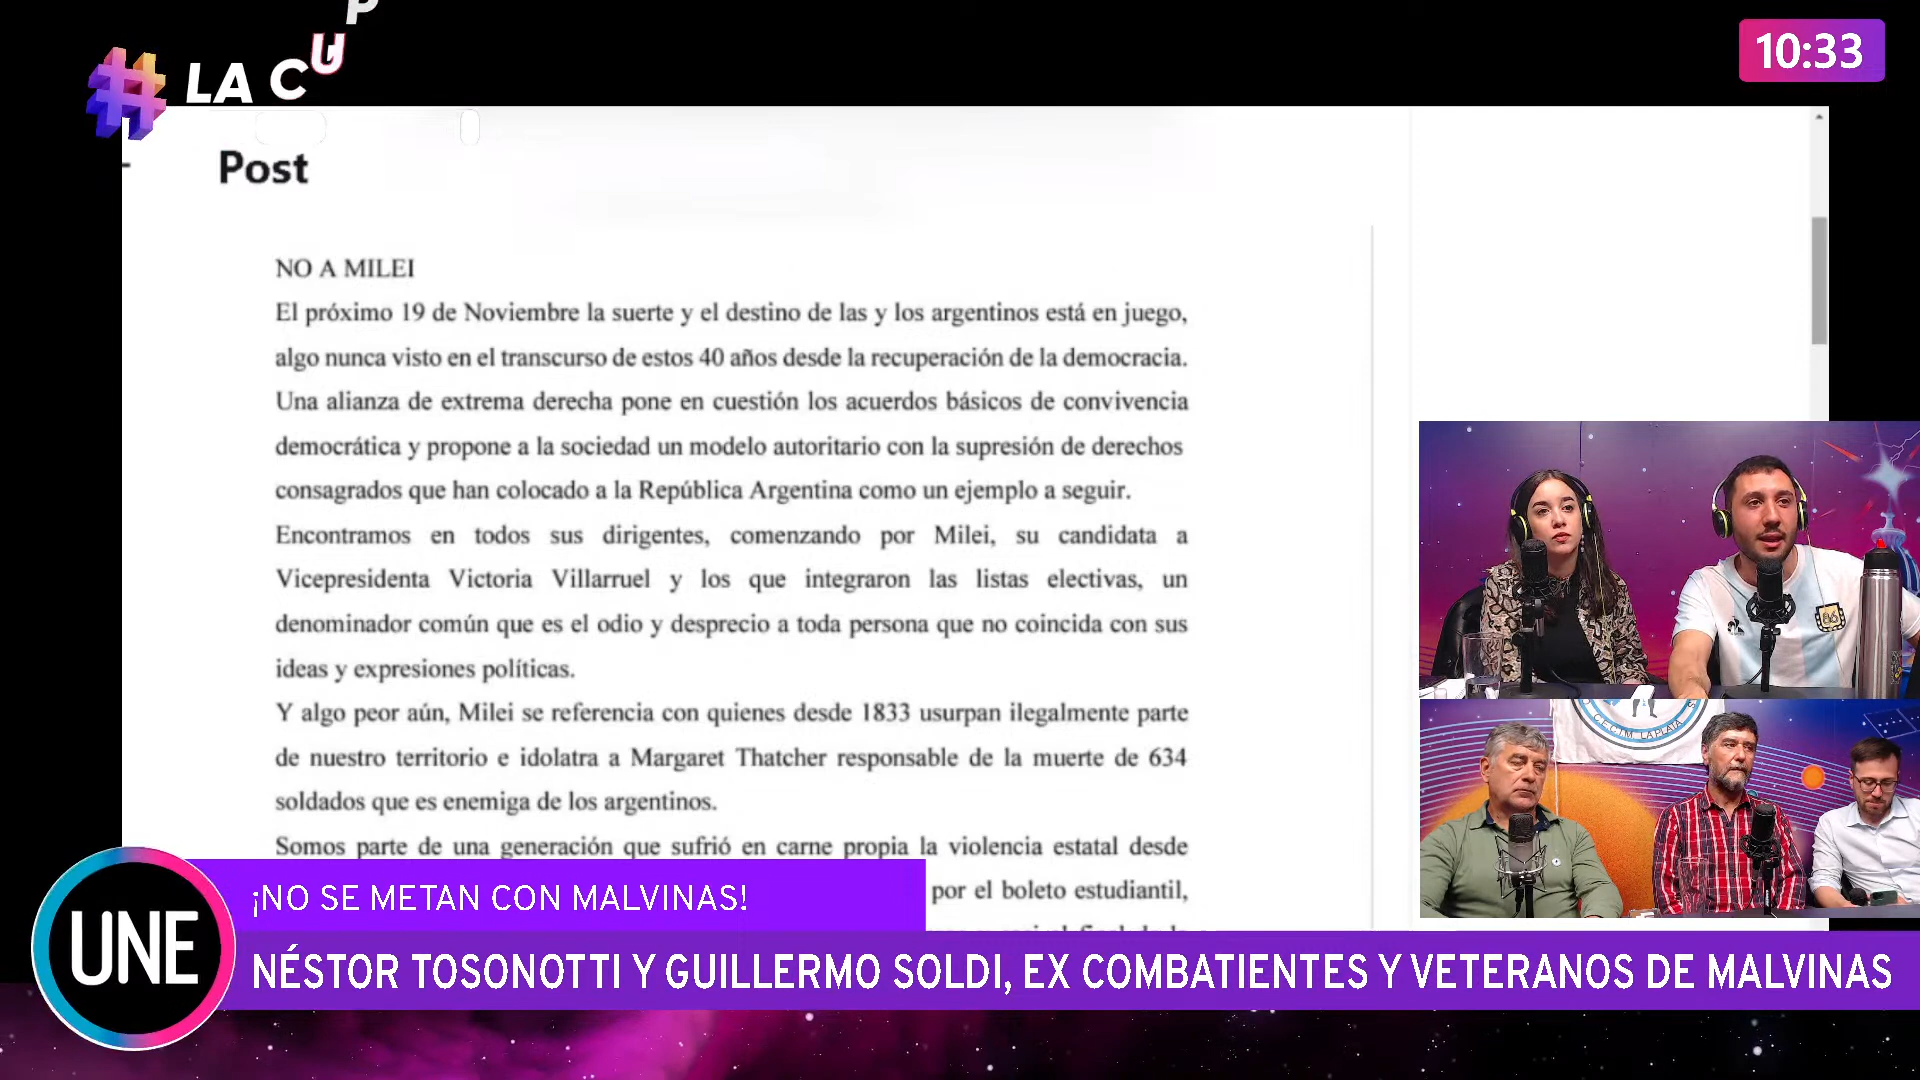 #LA CUP
10:33
Post
NO A MILEI
El próximo 19 de Noviembre la suerte y el destino de las y los argentinos está en juego,
algo nunca visto en el transcurso de estos 40 años desde la recuperación de la democracia.
Una alianza de extrema derecha pone en cuestión los acuerdos básicos de convivencia
democrática y propone a la sociedad un modelo autoritario con la supresión de derechos
consagrados que han colocado a la República Argentina como un ejemplo a seguir.
Encontramos en todos sus dirigentes, comenzando por Milei, su candidata a
Vicepresidenta Victoria Villarruel y los que integraron las listas electivas, un
denominador común que es el odio y desprecio a toda persona que no coincida con sus
ideas y expresiones políticas.
Y algo peor aún, Milei se referencia con quienes desde 1833 usurpan ilegalmente parte
de nuestro territorio e idolatra a Margaret Thatcher responsable de la muerte de 634
soldados que es enemiga de los argentinos.
Somos parte de una generación que sufrió en carne propia la violencia estatal desde
por el boleto estudiantil,
C.E.C.I.M. LA PLATA
¡NO SE METAN CON MALVINAS!
UNE
NÉSTOR TOSONOTTI Y GUILLERMO SOLDI, EX COMBATIENTES Y VETERANOS DE MALVINAS